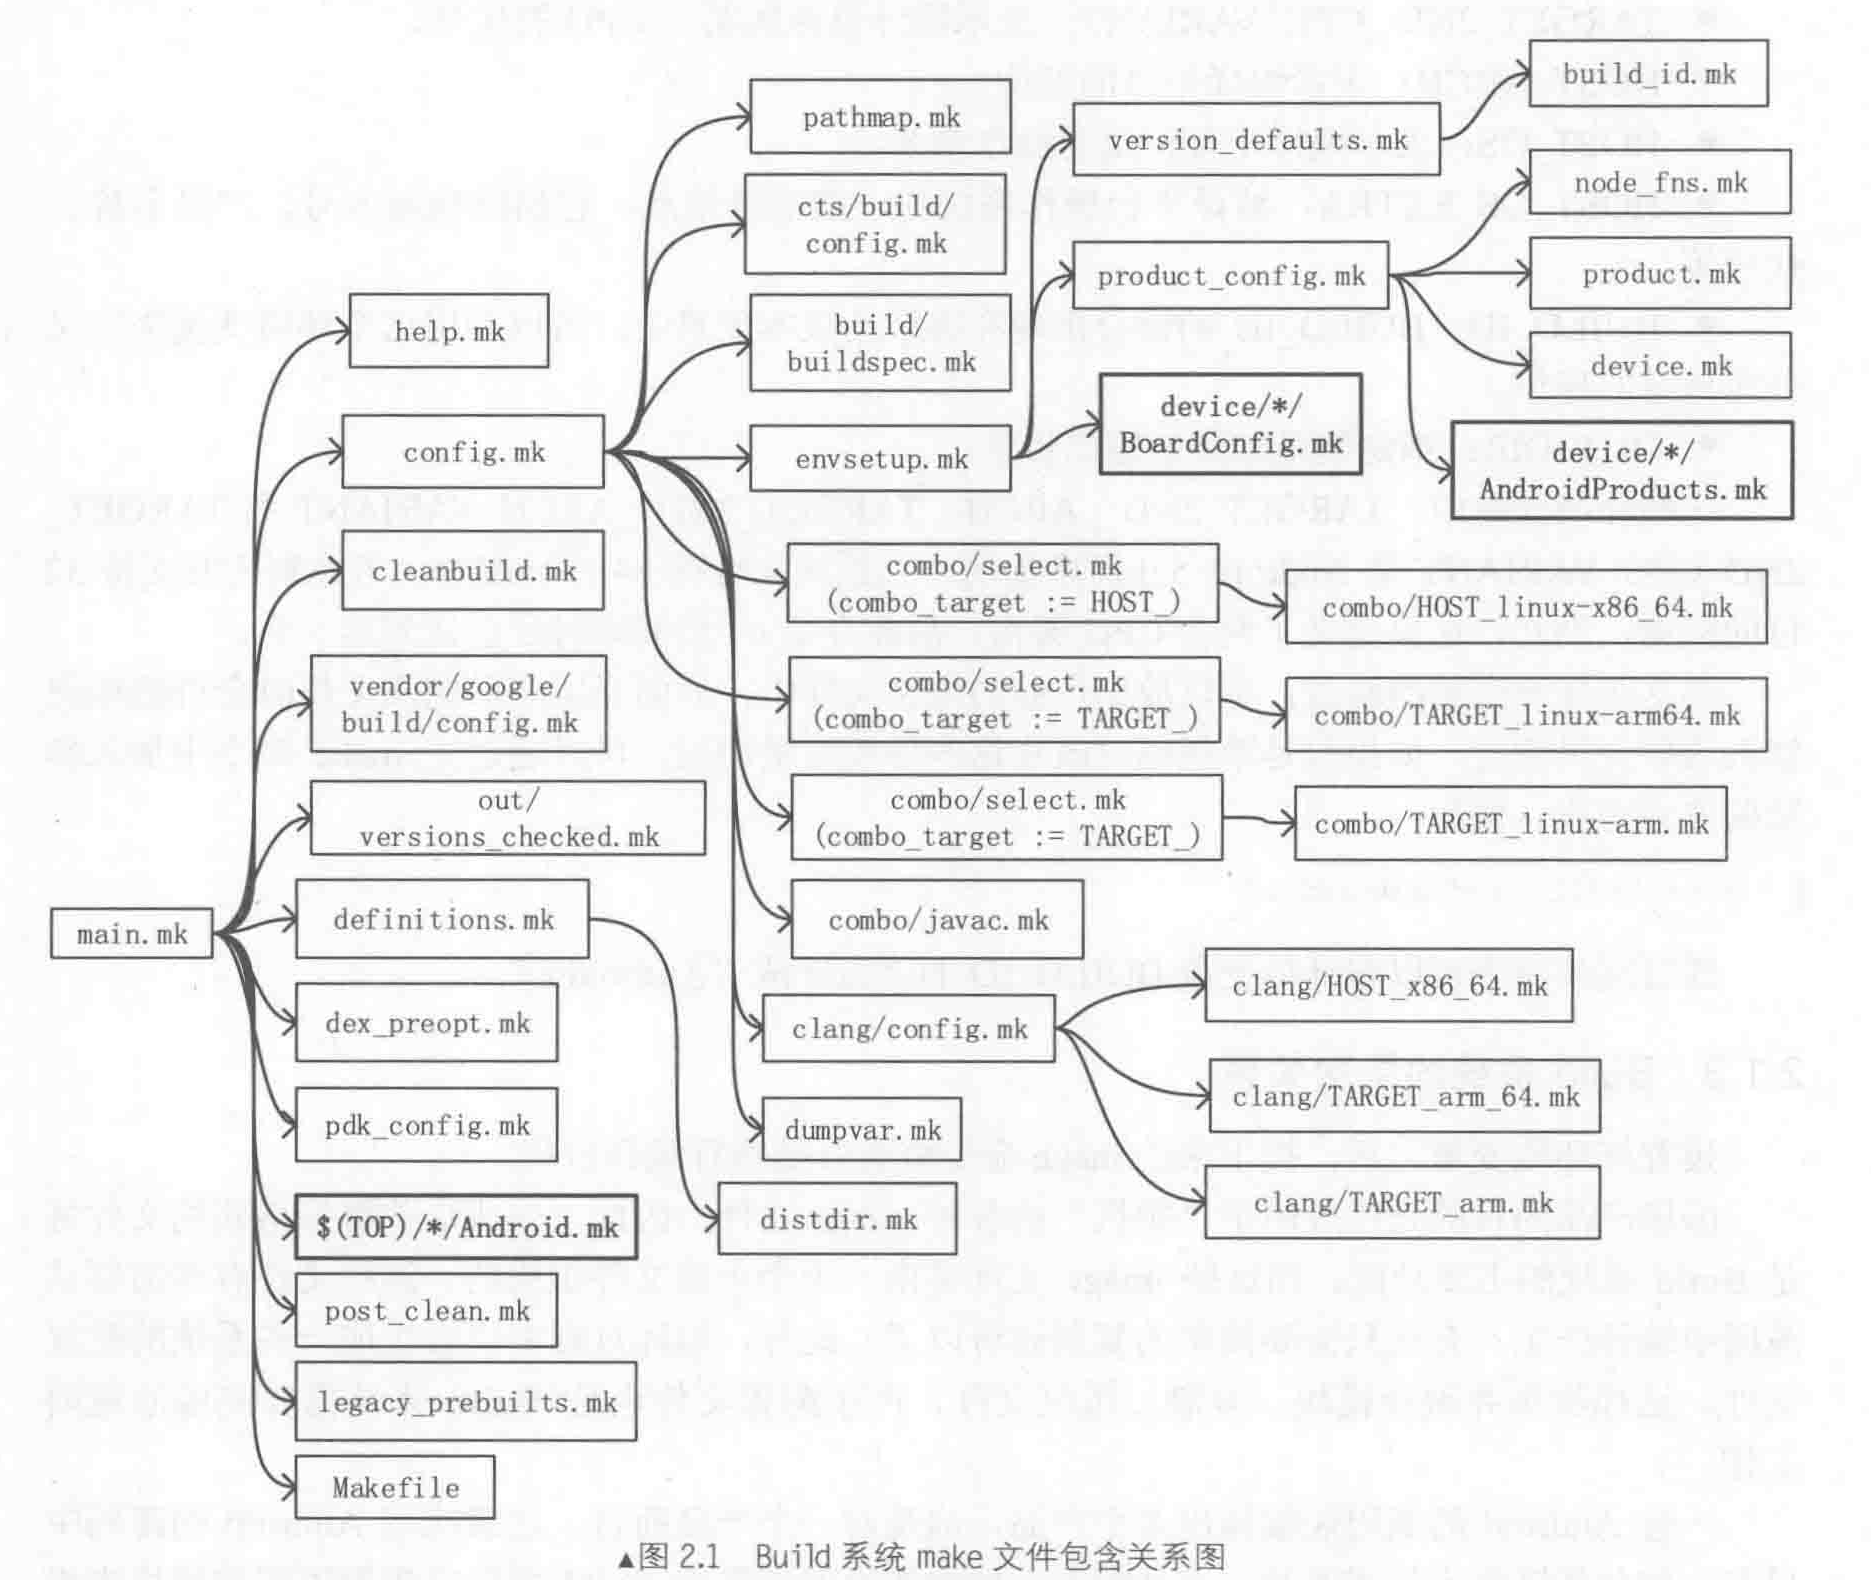 main.mk
help.mk
config.mk
cleanbuild.mk
vendor/google/
build/config.mk
out/
versions_checked.mk
definitions.mk
dex_preopt.mk
pdk_config.mk
$(TOP)/*/Android.mk
post_clean.mk
legacy_prebuilts.mk
Makefile
pathmap.mk
cts/build/
config.mk
build/
buildspec.mk
envsetup.mk
combo/select.mk
(combo_target := HOST_)
combo/select.mk
(combo_target := TARGET_)
combo/select.mk
(combo_target := TARGET_)
combo/javac.mk
clang/config.mk
dumpvar.mk
distdir.mk
version_defaults.mk
product_config.mk
device/*/
BoardConfig.mk
build_id.mk
node_fns.mk
product.mk
device.mk
device/*/
AndroidProducts.mk
combo/HOST_linux-x86_64.mk
combo/TARGET_linux-arm64.mk
combo/TARGET_linux-arm.mk
clang/HOST_x86_64.mk
clang/TARGET_arm_64.mk
clang/TARGET_arm.mk
▲图 2.1 Build 系统 make 文件包含关系图